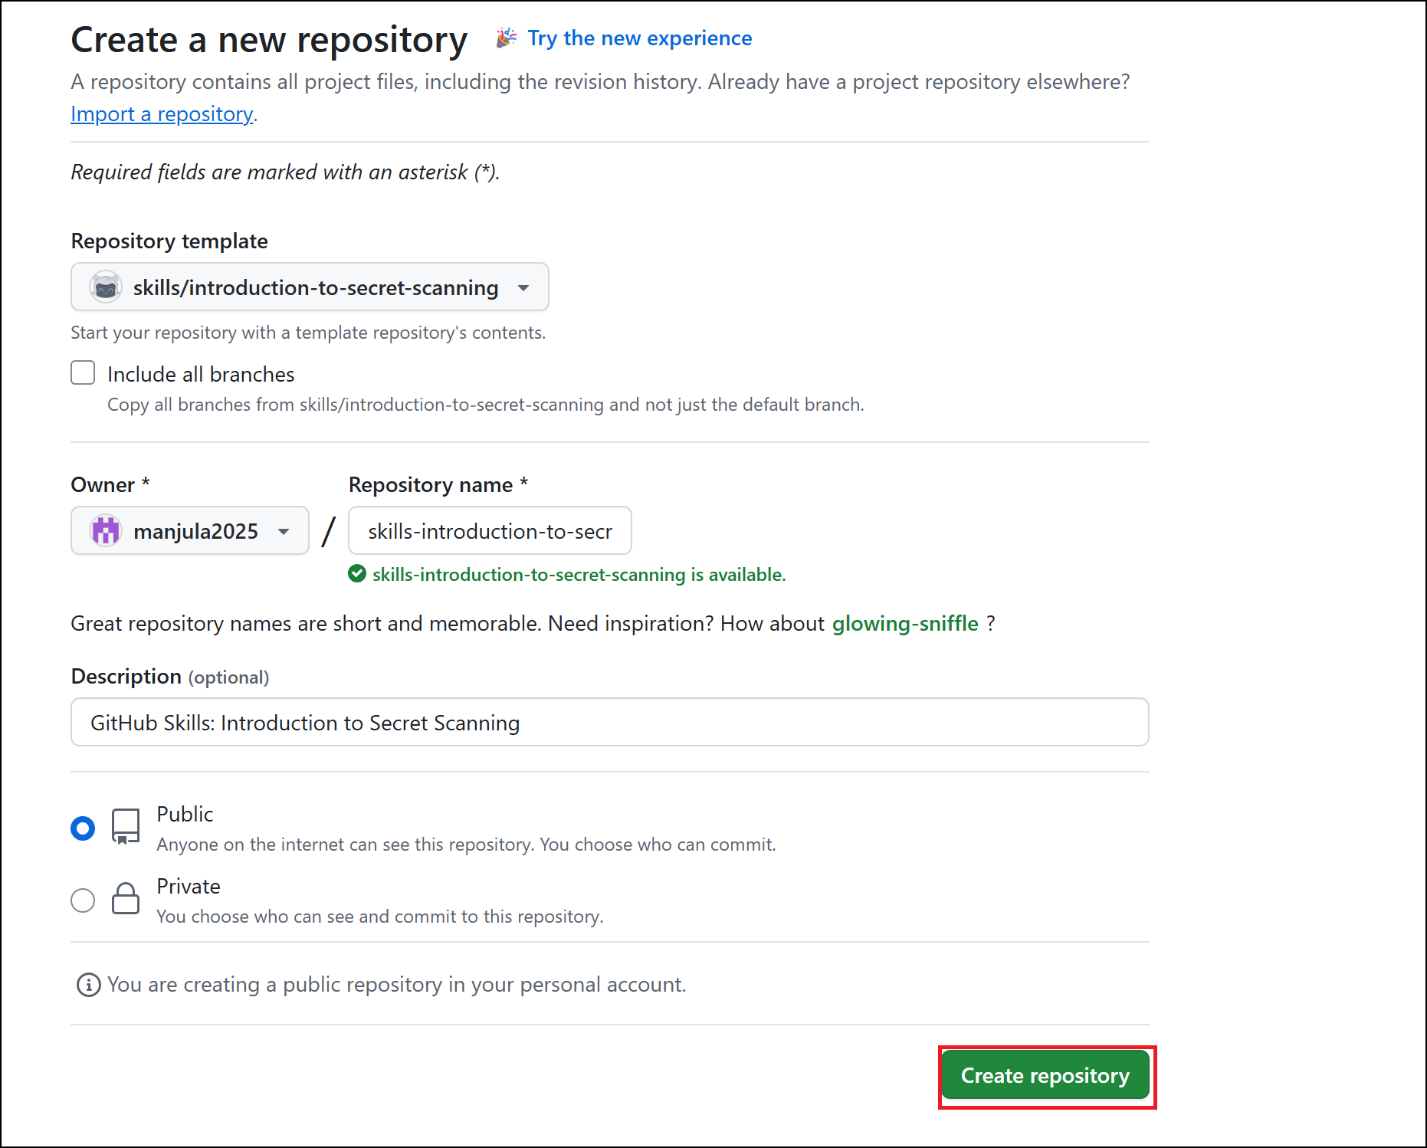 Create a new repository 🎉 Try the new experience
A repository contains all project files, including the revision history. Already have a project repository elsewhere?
Import a repository.
Required fields are marked with an asterisk (*).
Repository template
skills/introduction-to-secret-scanning
Start your repository with a template repository's contents.
Include all branches
Copy all branches from skills/introduction-to-secret-scanning and not just the default branch.
Owner * Repository name *
manjula2025 / skills-introduction-to-secr
skills-introduction-to-secret-scanning is available.
Great repository names are short and memorable. Need inspiration? How about glowing-sniffle ?
Description (optional)
GitHub Skills: Introduction to Secret Scanning
Public
Anyone on the internet can see this repository. You choose who can commit.
Private
You choose who can see and commit to this repository.
You are creating a public repository in your personal account.
Create repository